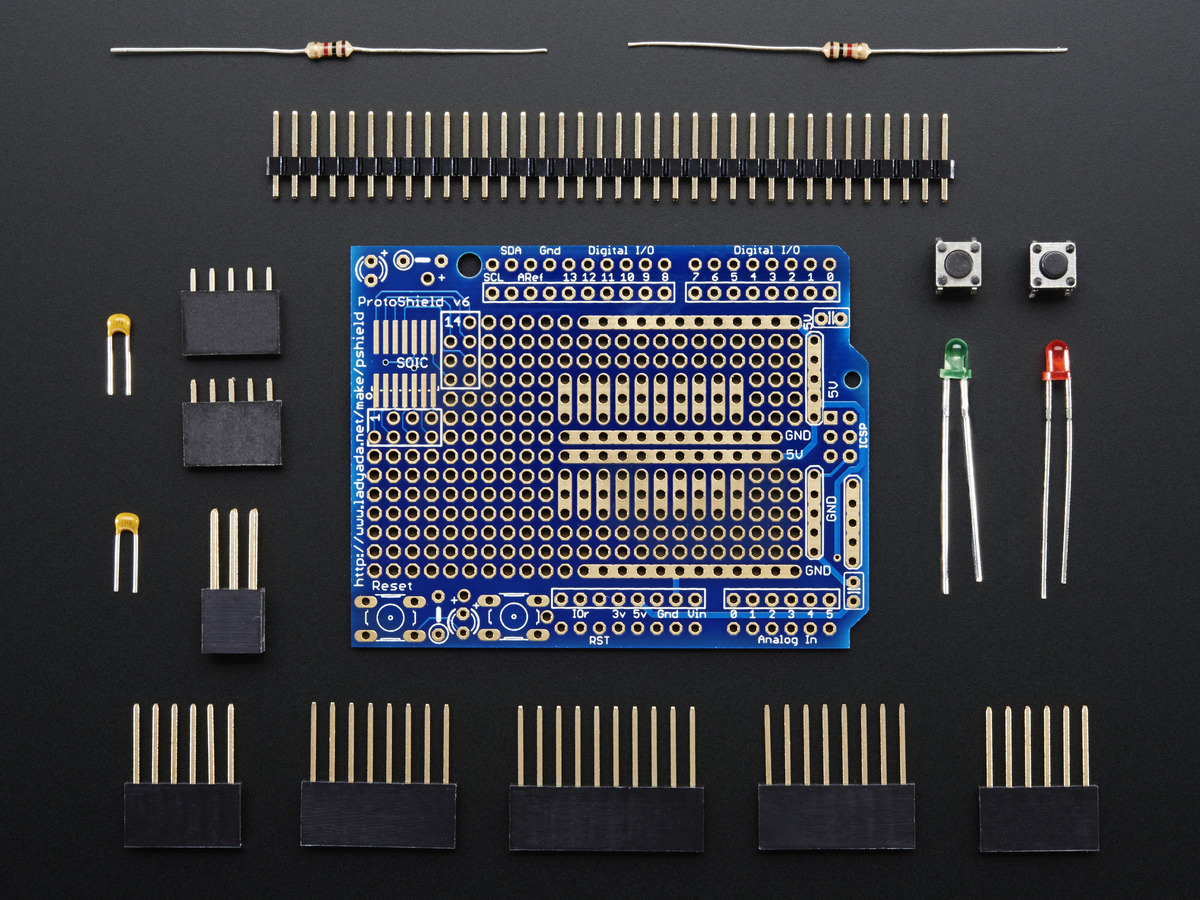 SDA Gnd Digital I/O Digital I/O
SCL ARef 13 12 11 10 9 8 7 6 5 4 3 2 1 0
+
ProtoShield v6
14
5V
SOIC
5V
1
ICSP
GND
5V
http://www.ladyada.net/make/pshield
GND
GND
GND
Reset
+
IOr 3v 5v Gnd Vin 0 1 2 3 4 5
RST Analog In